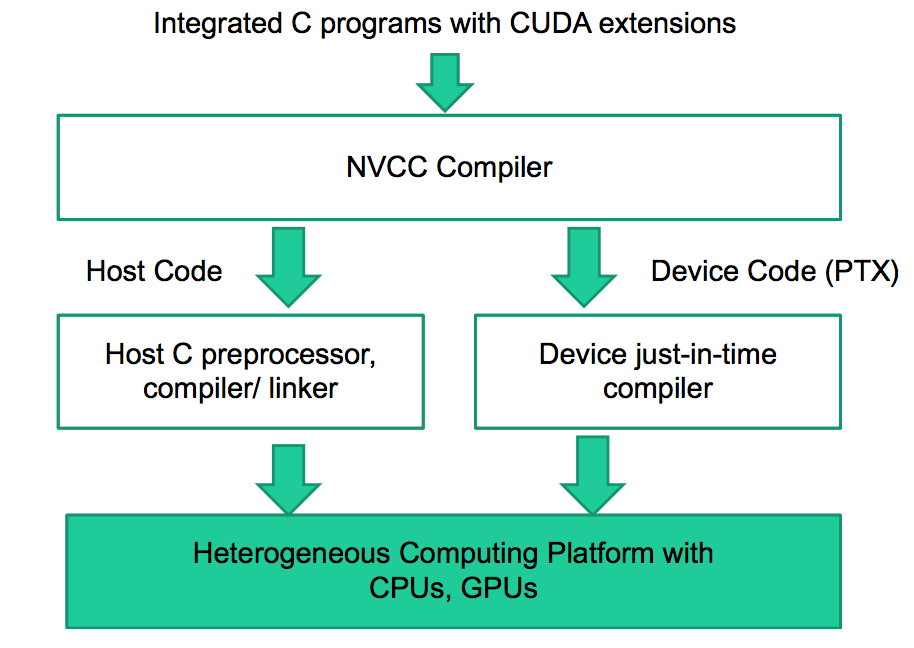 Integrated C programs with CUDA extensions
NVCC Compiler
Host Code
Device Code (PTX)
Host C preprocessor,
compiler/ linker
Device just-in-time
compiler
Heterogeneous Computing Platform with
CPUs, GPUs